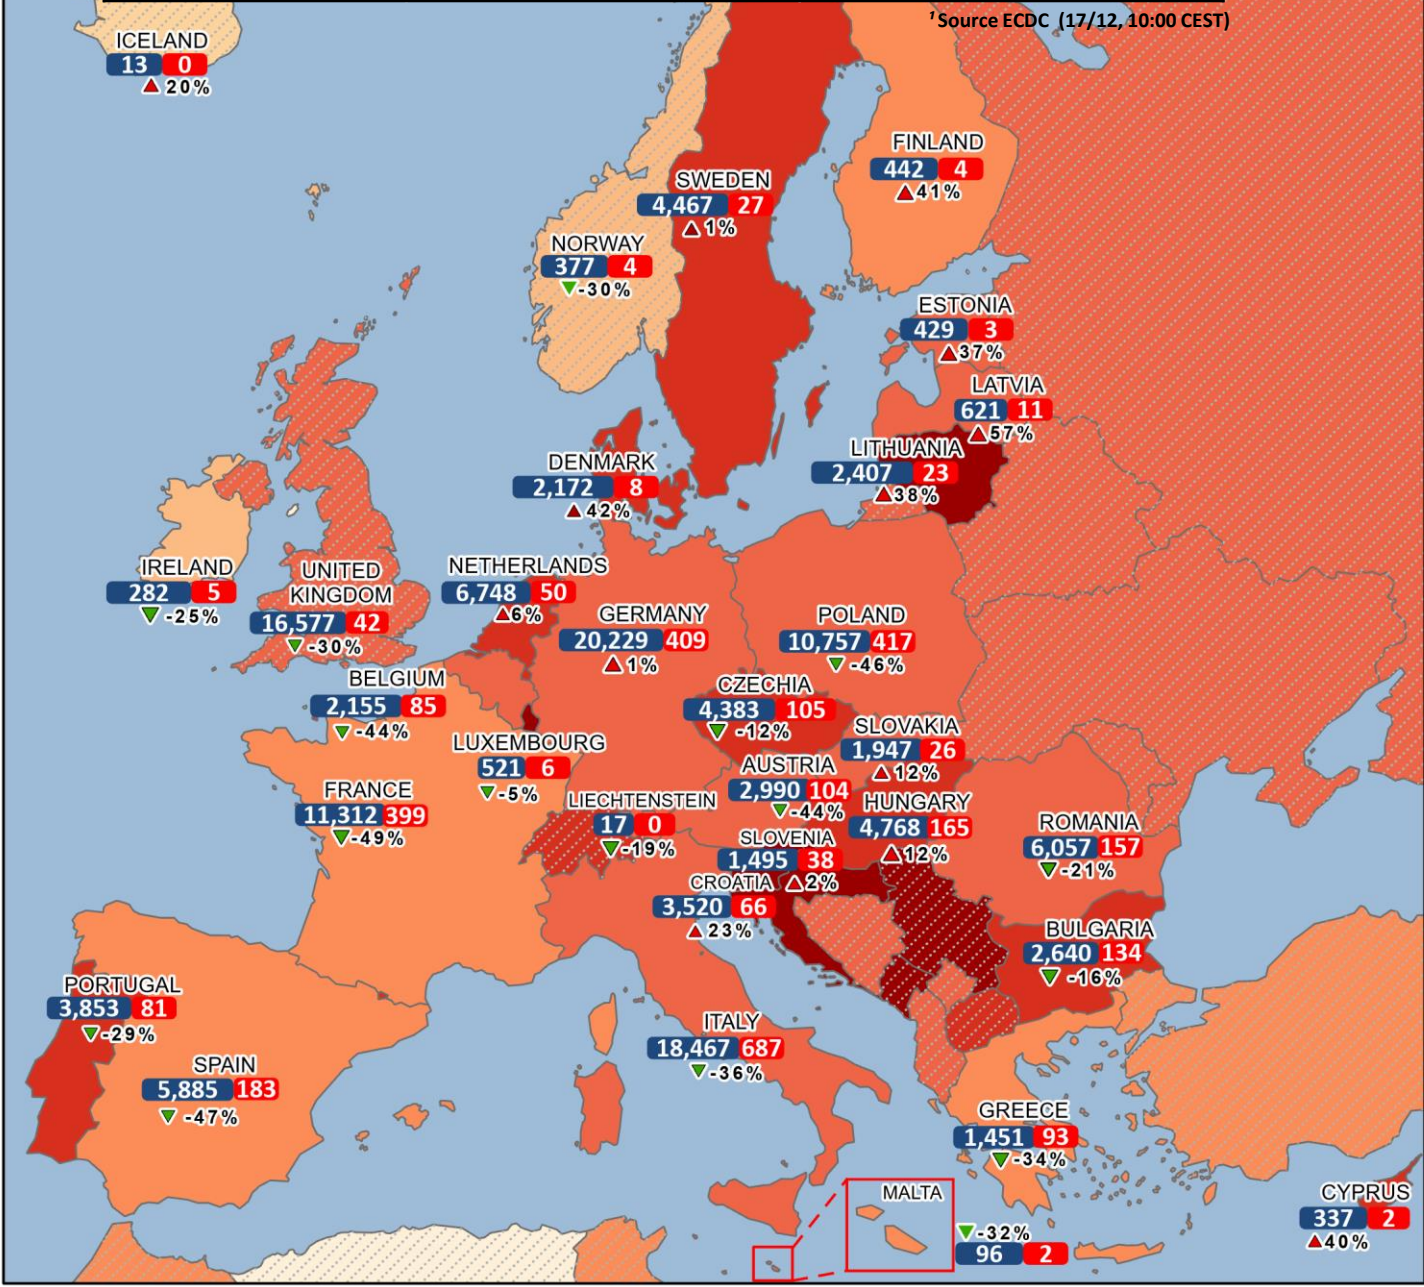 ¹ Source ECDC (17/12, 10:00 CEST)
ICELAND
13 0
20%
FINLAND
442 4
41%
SWEDEN
4,467 27
1%
NORWAY
377 4
-30%
ESTONIA
429 3
37%
LATVIA
621 11
57%
LITHUANIA
2,407 23
38%
DENMARK
2,172 8
42%
IRELAND
282 5
-25%
UNITED
KINGDOM
16,577 42
-30%
NETHERLANDS
6,748 50
6%
GERMANY
20,229 409
1%
POLAND
10,757 417
-46%
BELGIUM
2,155 85
-44%
CZECHIA
4,383 105
-12%
SLOVAKIA
1,947 26
12%
LUXEMBOURG
521 6
-5%
AUSTRIA
2,990 104
-44%
FRANCE
11,312 399
-49%
LIECHTENSTEIN
17 0
-19%
HUNGARY
4,768 165
12%
ROMANIA
6,057 157
-21%
SLOVENIA
1,495 38
2%
CROATIA
3,520 66
23%
BULGARIA
2,640 134
-16%
PORTUGAL
3,853 81
-29%
ITALY
18,467 687
-36%
SPAIN
5,885 183
-47%
GREECE
1,451 93
-34%
MALTA
-32%
96 2
CYPRUS
337 2
40%